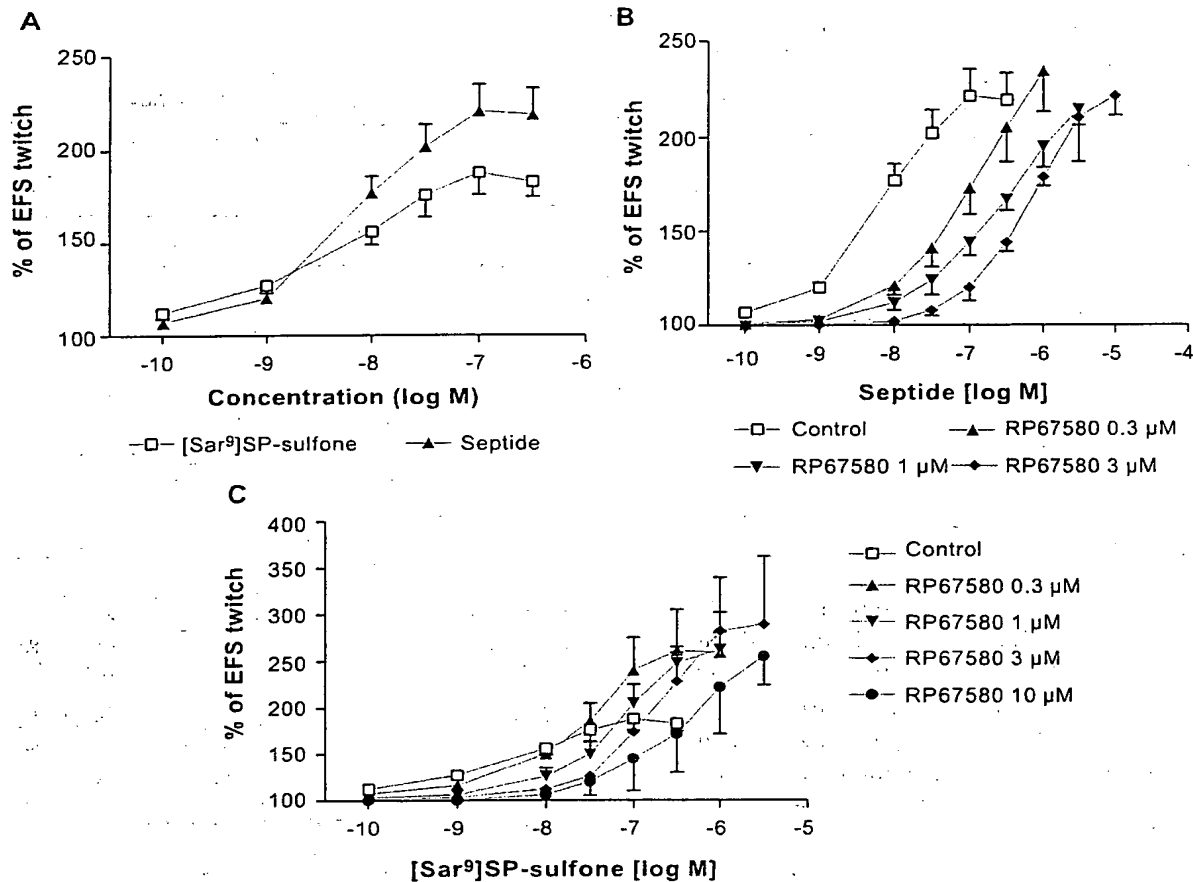 A
250
200
150
100
% of EFS twitch
-10 -9 -8 -7 -6
Concentration (log M)
[Sar⁹]SP-sulfone Septide
B
250
200
150
100
% of EFS twitch
-10 -9 -8 -7 -6 -5 -4
Septide [log M]
Control RP67580 0.3 µM
RP67580 1 µM RP67580 3 µM
C
400
350
300
250
200
150
100
% of EFS twitch
-10 -9 -8 -7 -6 -5
[Sar⁹]SP-sulfone [log M]
Control
RP67580 0.3 µM
RP67580 1 µM
RP67580 3 µM
RP67580 10 µM